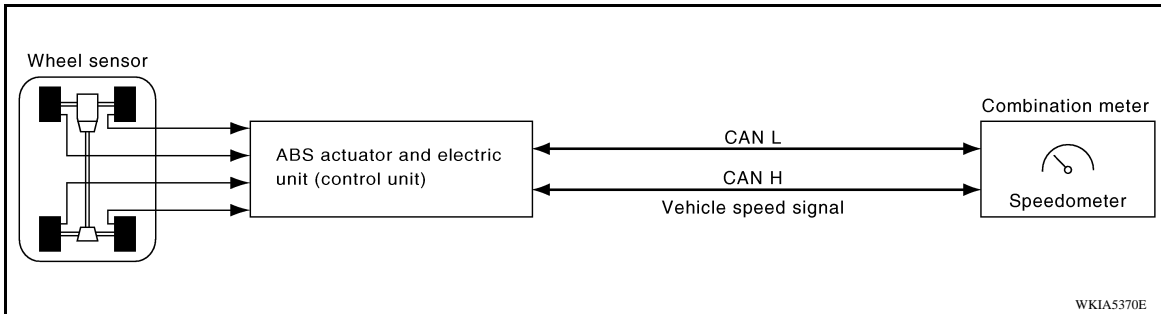 Wheel sensor
ABS actuator and electric
unit (control unit)
CAN L
CAN H
Vehicle speed signal
Combination meter
Speedometer
WKIA5370E